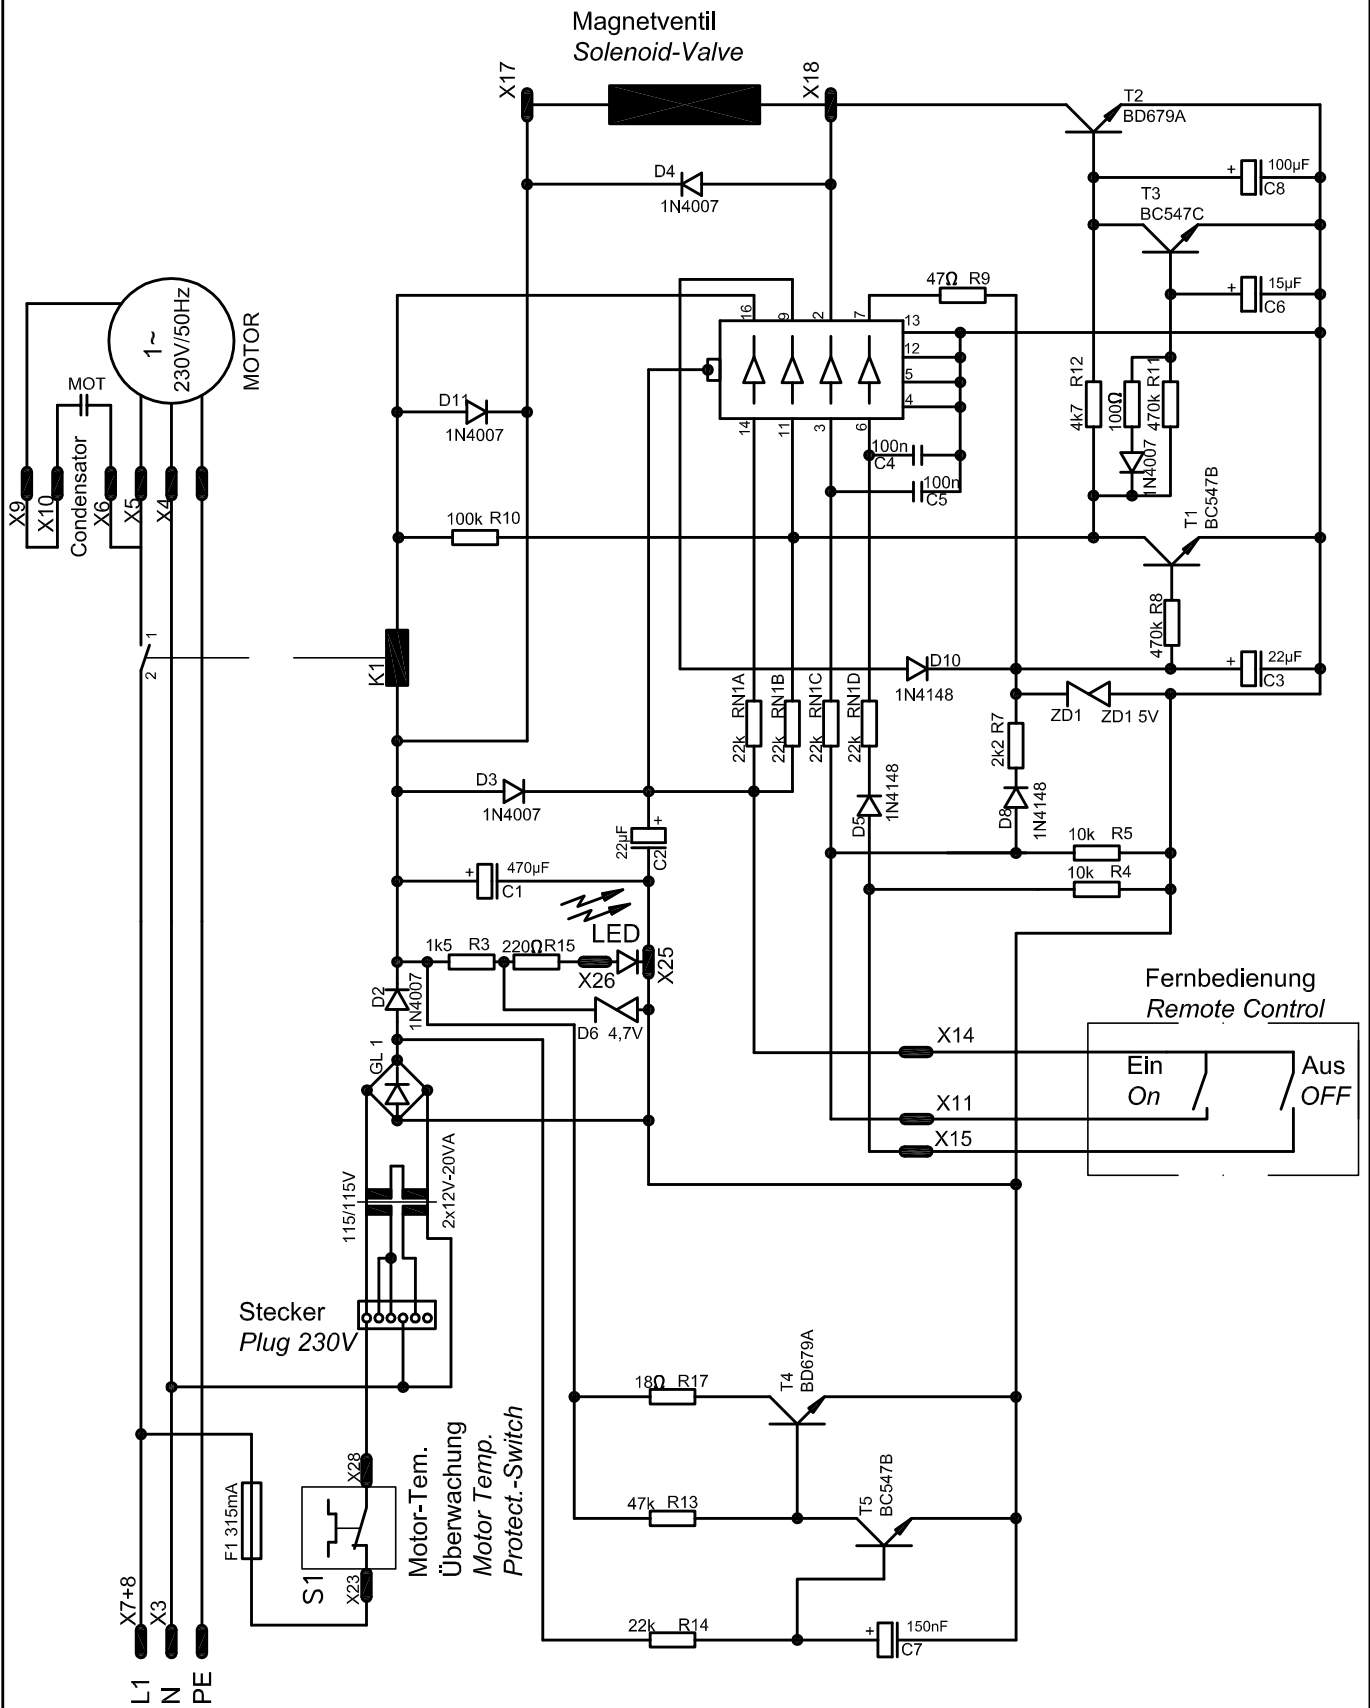 Magnetventil
Solenoid-Valve
X17
X18
T2
BD679A
D4
1N4007
100µF
+
C8
T3
BC547C
15µF
+
C6
47Ω R9
1~
230V/50Hz
MOTOR
MOT
Condensator
X9
X10
X6
X5
X4
16
9
2
7
13
12
5
4
14
11
3
6
D11
1N4007
100n
C4
100n
C5
4k7 R12
100Ω
470k R11
1N4007
T1
BC547B
100k R10
1
2
K1
470k R8
D10
1N4148
22µF
+
C3
ZD1
ZD1 5V
22k RN1A
22k RN1B
22k RN1C
22k RN1D
2k2 R7
D3
1N4007
D5
1N4148
D8
1N4148
22µF
+
C2
10k R5
10k R4
470µF
+
C1
LED
1k5 R3
220Ω R15
X26
X25
D2
1N4007
D6 4,7V
GL 1
Fernbedienung
Remote Control
X14
X11
X15
Ein
On
Aus
OFF
115/115V
2x12V-20VA
Stecker
Plug 230V
18Ω R17
T4
BD679A
47k R13
T5
BC547B
22k R14
150nF
+
C7
F1 315mA
X28
X23
S1
Motor-Tem.
Überwachung
Motor Temp.
Protect.-Switch
X7+8
X3
L1
N
PE